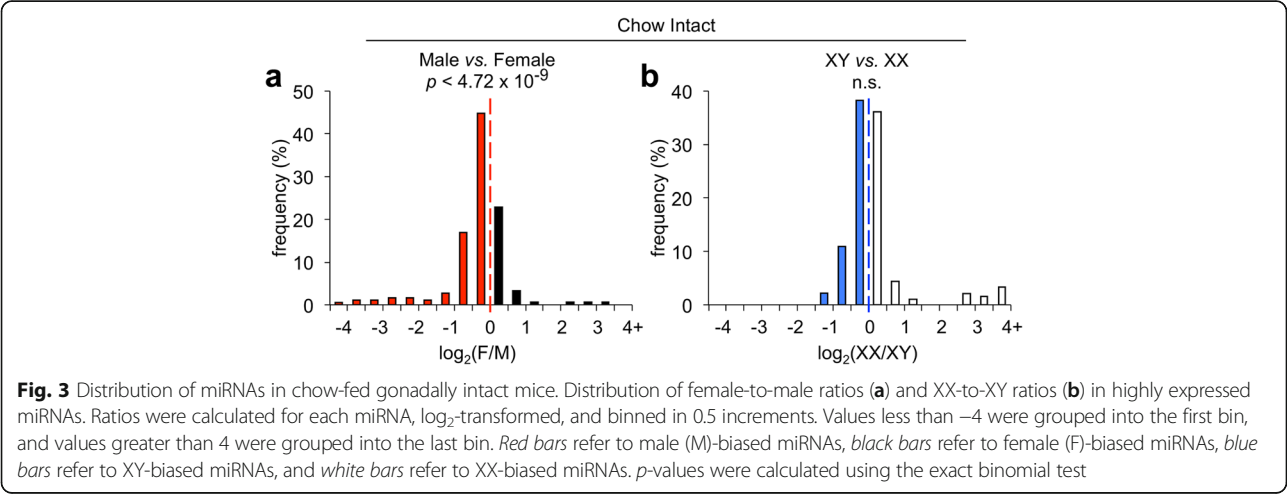 Chow Intact
a
Male vs. Female
p < 4.72 x 10-9
50
40
30
20
10
0
frequency (%)
-4 -3 -2 -1 0 1 2 3 4+
log2(F/M)
b
XY vs. XX
n.s.
40
30
20
10
0
frequency (%)
-4 -3 -2 -1 0 1 2 3 4+
log2(XX/XY)
Fig. 3 Distribution of miRNAs in chow-fed gonadally intact mice. Distribution of female-to-male ratios (a) and XX-to-XY ratios (b) in highly expressed
miRNAs. Ratios were calculated for each miRNA, log2-transformed, and binned in 0.5 increments. Values less than −4 were grouped into the first bin,
and values greater than 4 were grouped into the last bin. Red bars refer to male (M)-biased miRNAs, black bars refer to female (F)-biased miRNAs, blue
bars refer to XY-biased miRNAs, and white bars refer to XX-biased miRNAs. p-values were calculated using the exact binomial test